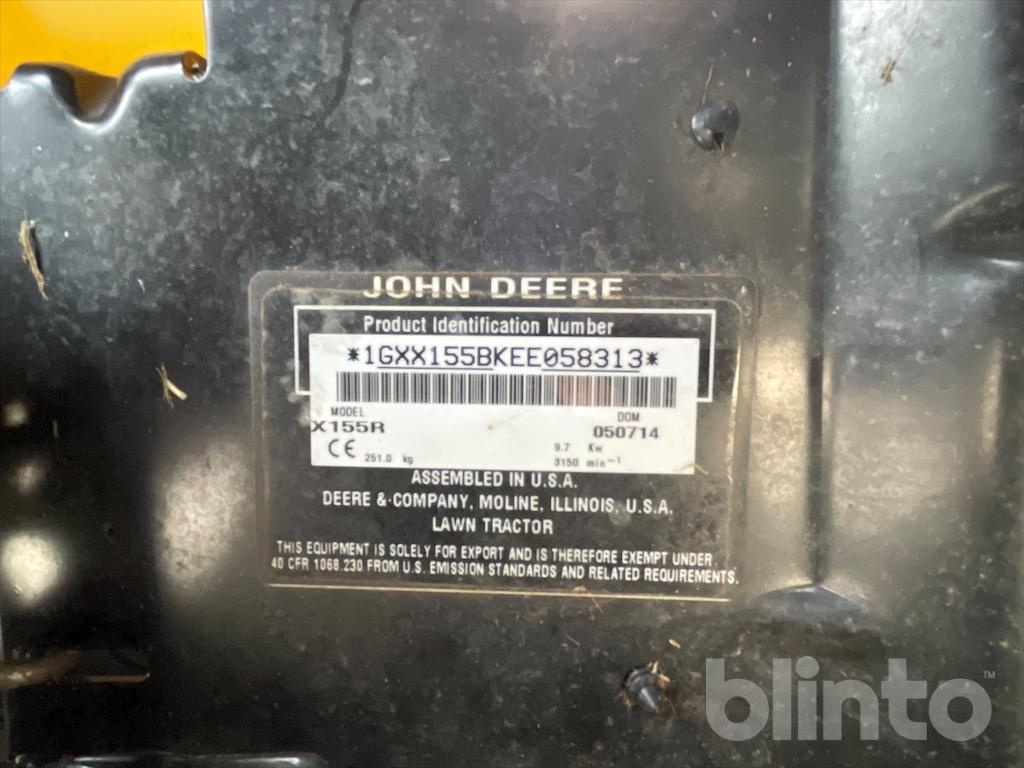 JOHN DEERE
Product Identification Number
*1GXX155BKEE058313*
MODEL DOM
X155R 050714
CE 251.0 kg 9.7 Kw
3150 min-1
ASSEMBLED IN U.S.A.
DEERE & COMPANY, MOLINE, ILLINOIS, U.S.A.
LAWN TRACTOR
THIS EQUIPMENT IS SOLELY FOR EXPORT AND IS THEREFORE EXEMPT UNDER
40 CFR 1068.230 FROM U.S. EMISSION STANDARDS AND RELATED REQUIREMENTS.
blinto™